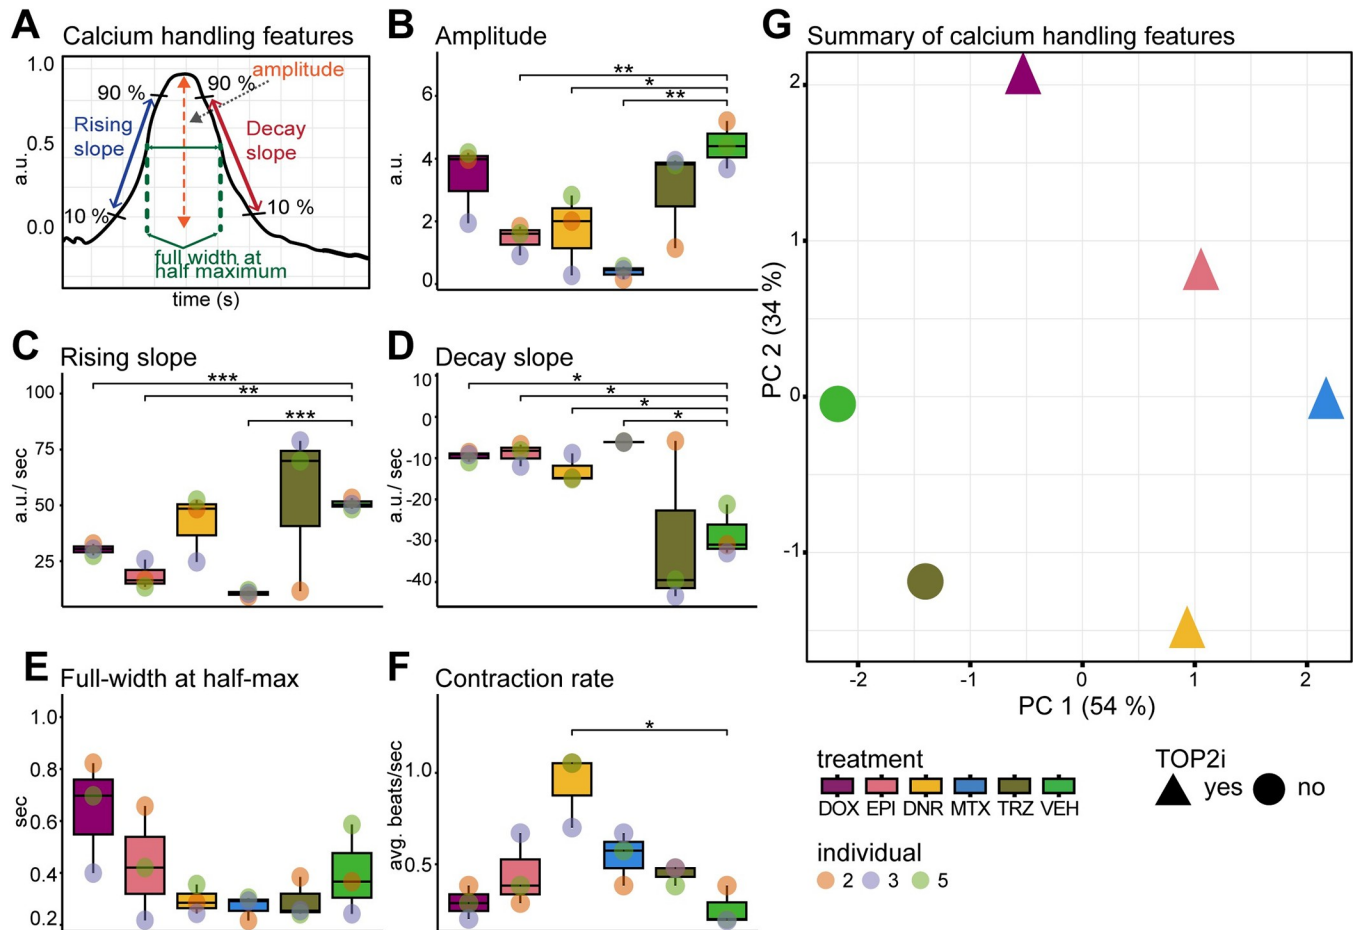 A Calcium handling features
1.0
0.5
0.0
a.u.
90 %
90 %
amplitude
Rising
slope
Decay
slope
10 %
10 %
full width at
half maximum
time (s)
B Amplitude
6
4
2
0
a.u.
**
*
**
C Rising slope
100
75
50
25
a.u./ sec
***
**
***
D Decay slope
10
0
-10
-20
-30
-40
a.u./ sec
*
*
*
*
E Full-width at half-max
1.0
0.8
0.6
0.4
0.2
sec
F Contraction rate
1.0
0.5
avg. beats/sec
*
G Summary of calcium handling features
2
1
0
-1
PC 2 (34 %)
-2 -1 0 1 2
PC 1 (54 %)
treatment
DOX EPI DNR MTX TRZ VEH
individual
2 3 5
TOP2i
yes no